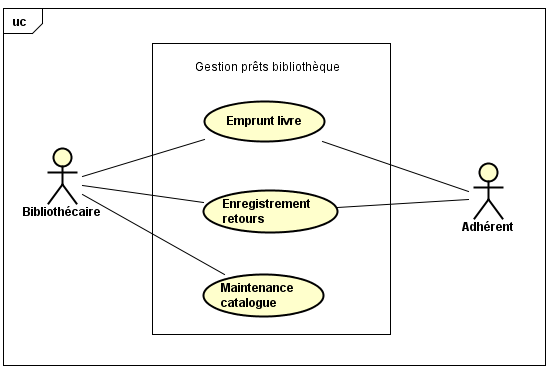 uc
Gestion prêts bibliothèque
Emprunt livre
Bibliothécaire
Enregistrement
retours
Adhérent
Maintenance
catalogue